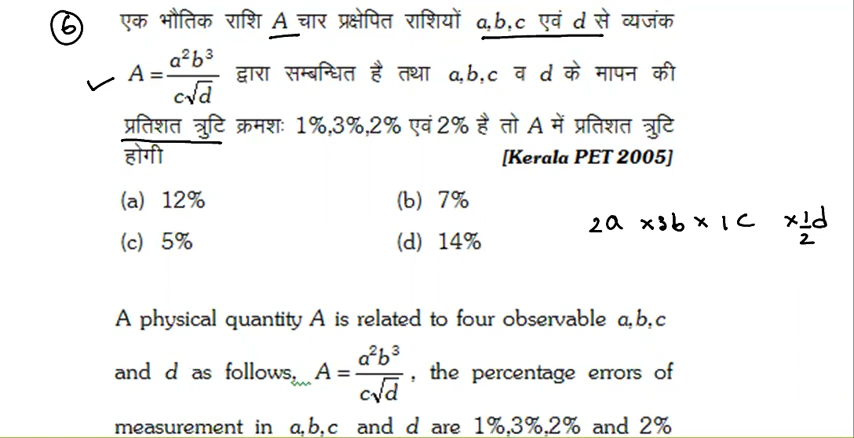 ⑥ एक भौतिक राशि A चार प्रक्षेपित राशियों a,b,c एवं d से व्यजंक
A = a²b³/c√d द्वारा सम्बन्धित है तथा a,b,c व d के मापन की
प्रतिशत त्रुटि क्रमशः 1%,3%,2% एवं 2% है तो A में प्रतिशत त्रुटि
होगी [Kerala PET 2005]
(a) 12% (b) 7%
(c) 5% (d) 14%
2a ×3b × 1c ×½d
A physical quantity A is related to four observable a,b,c
and d as follows, A = a²b³/c√d , the percentage errors of
measurement in a,b,c and d are 1%,3%,2% and 2%